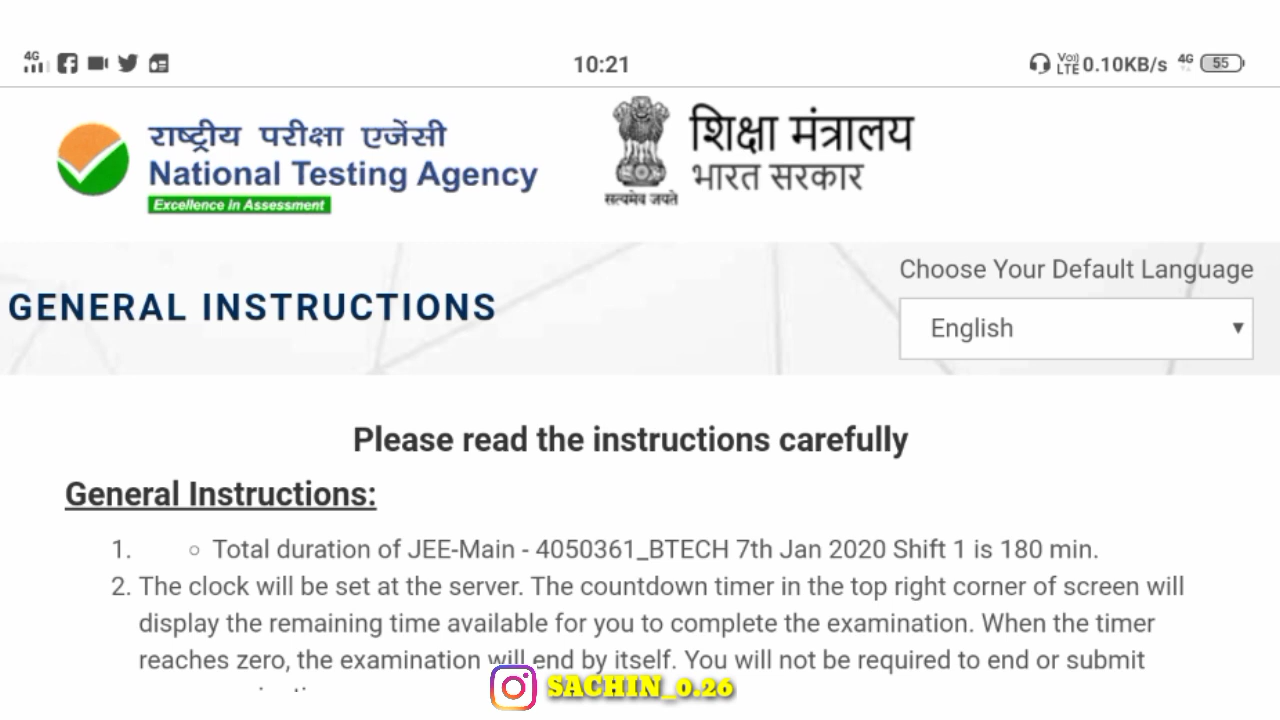 4G 10:21 Vo)) LTE 0.10KB/s 4G 55
राष्ट्रीय परीक्षा एजेंसी
National Testing Agency
Excellence in Assessment
सत्यमेव जयते
शिक्षा मंत्रालय
भारत सरकार
GENERAL INSTRUCTIONS
Choose Your Default Language
English
Please read the instructions carefully
General Instructions:
1. Total duration of JEE-Main - 4050361_BTECH 7th Jan 2020 Shift 1 is 180 min.
2. The clock will be set at the server. The countdown timer in the top right corner of screen will
display the remaining time available for you to complete the examination. When the timer
reaches zero, the examination will end by itself. You will not be required to end or submit
SACHIN_0.26